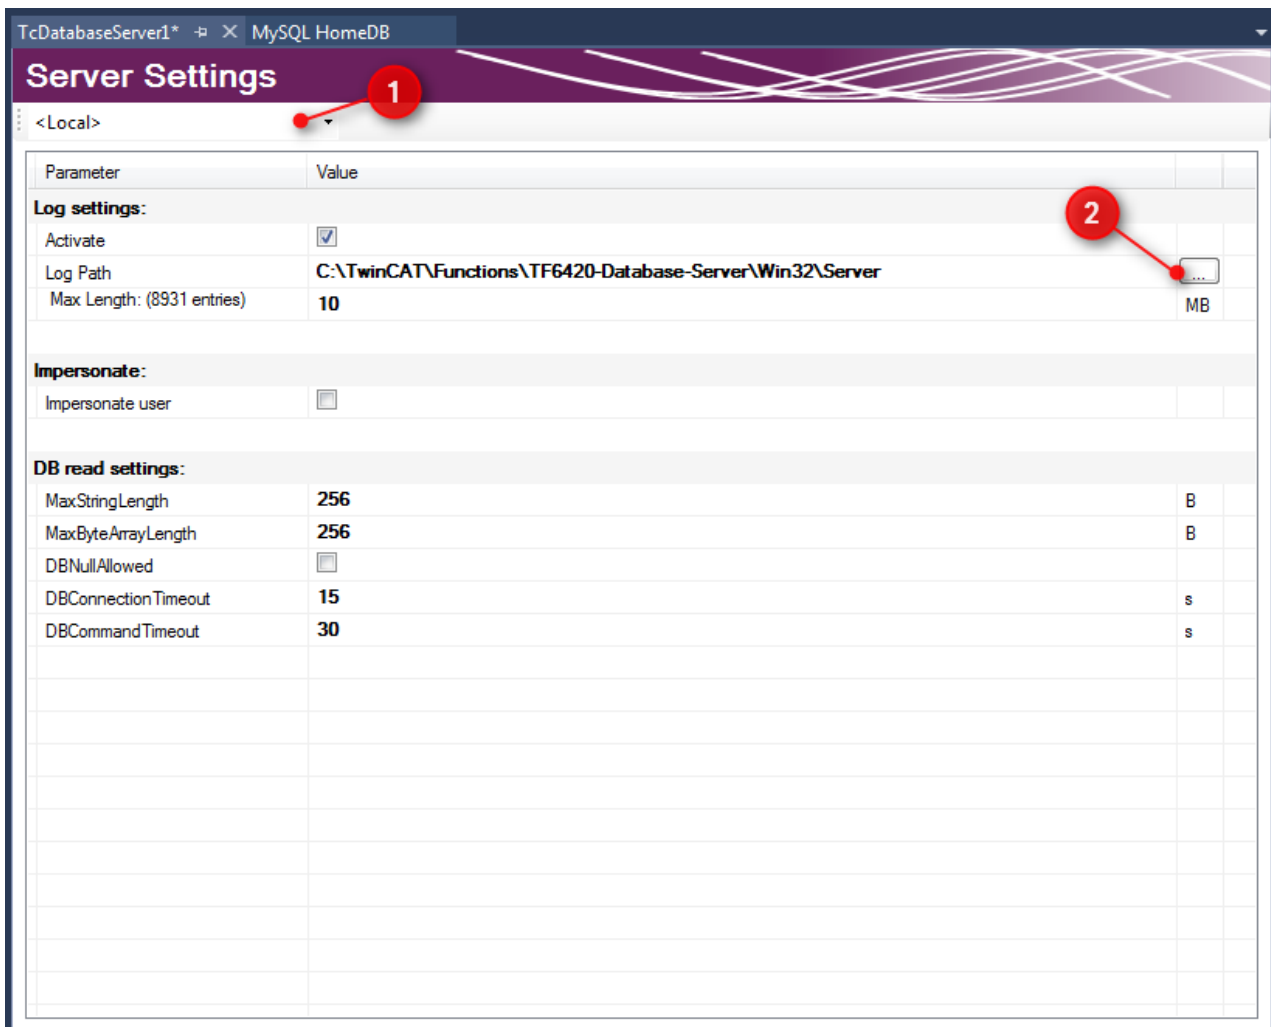 TcDatabaseServer1* MySQL HomeDB
Server Settings
1
<Local>
Parameter Value
Log settings:
2
Activate
Log Path C:\TwinCAT\Functions\TF6420-Database-Server\Win32\Server ...
Max Length: (8931 entries) 10 MB
Impersonate:
Impersonate user
DB read settings:
MaxStringLength 256 B
MaxByteArrayLength 256 B
DBNullAllowed
DBConnectionTimeout 15 s
DBCommandTimeout 30 s